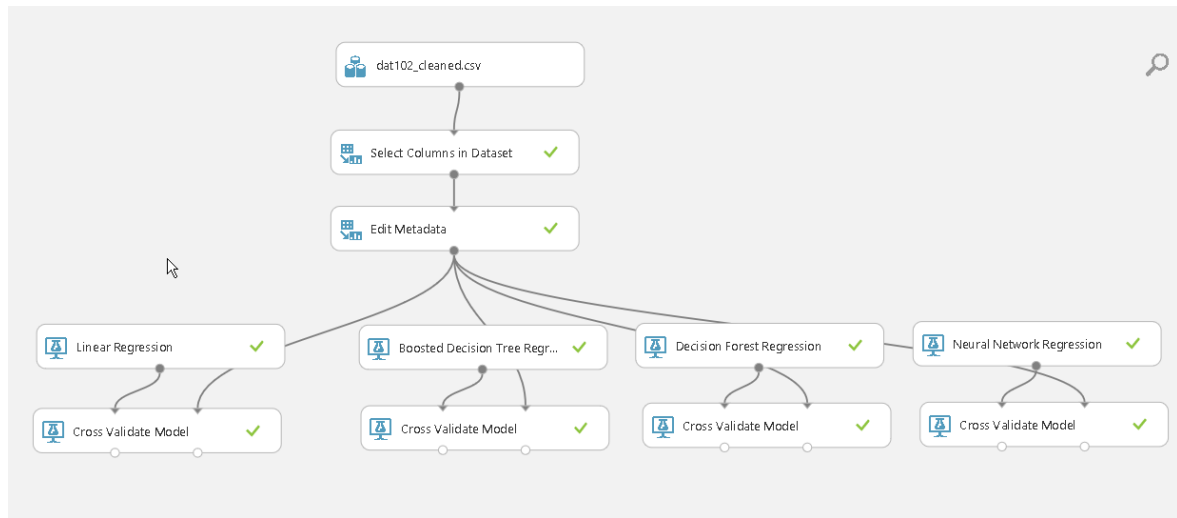 dat102_cleaned.csv
Select Columns in Dataset
Edit Metadata
Linear Regression
Boosted Decision Tree Regr...
Decision Forest Regression
Neural Network Regression
Cross Validate Model
Cross Validate Model
Cross Validate Model
Cross Validate Model